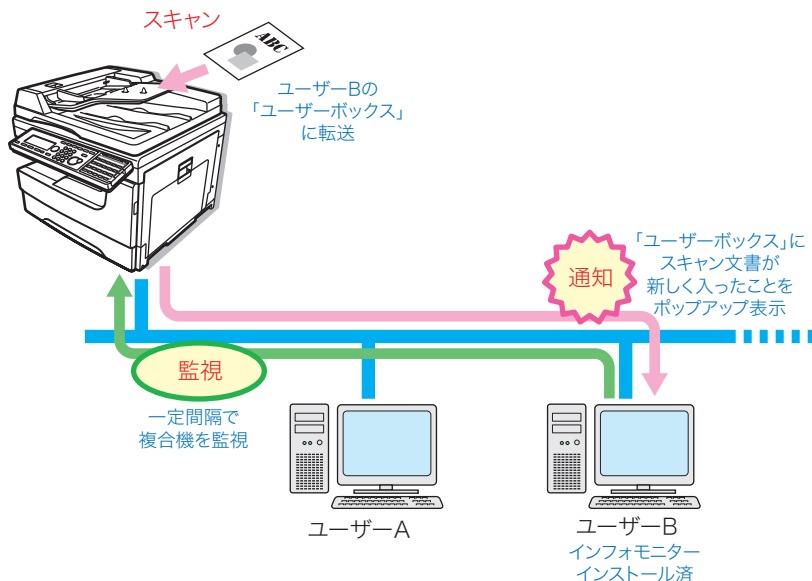 スキャン
ABC
ユーザーBの
「ユーザーボックス」
に転送
通知
「ユーザーボックス」に
スキャン文書が
新しく入ったことを
ポップアップ表示
監視
一定間隔で
複合機を監視
ユーザーA
ユーザーB
インフォモニター
インストール済